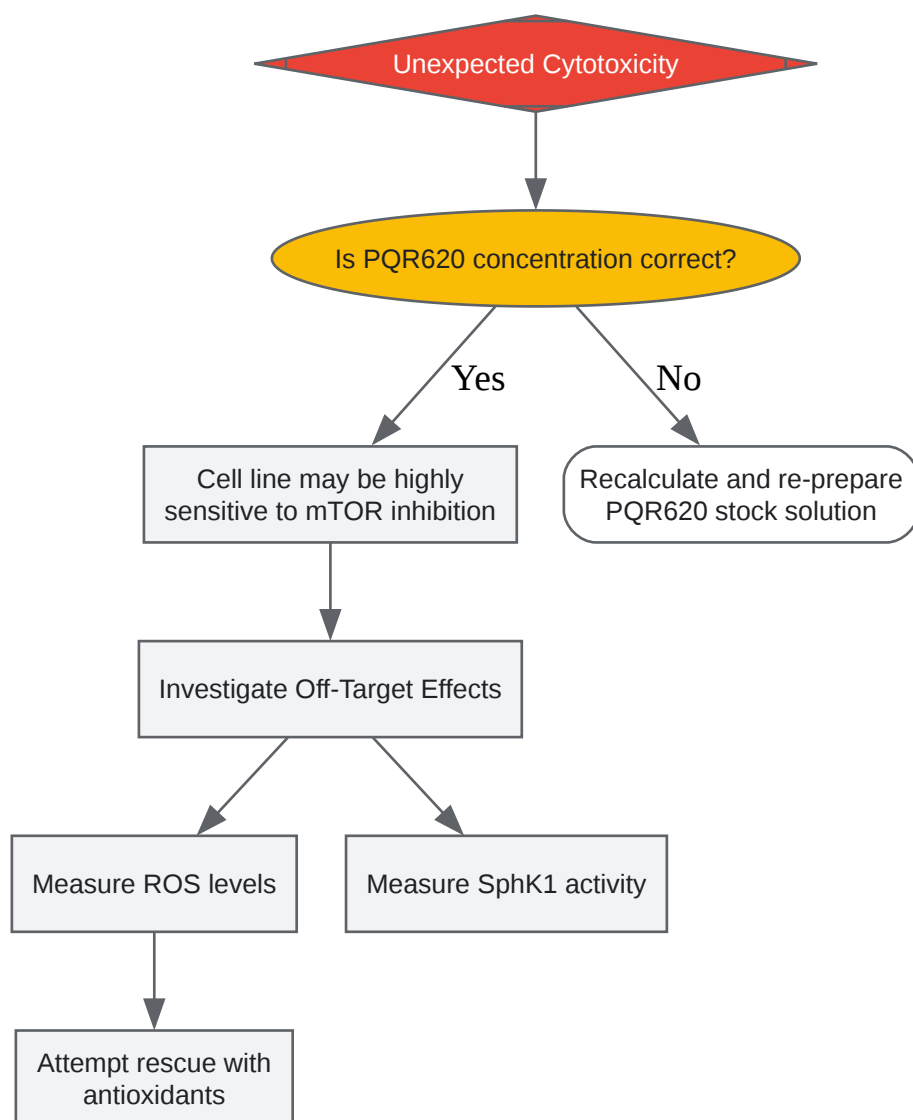 Unexpected Cytotoxicity
Is PQR620 concentration correct?
Yes
No
Cell line may be highly
sensitive to mTOR inhibition
Recalculate and re-prepare
PQR620 stock solution
Investigate Off-Target Effects
Measure ROS levels
Measure SphK1 activity
Attempt rescue with
antioxidants